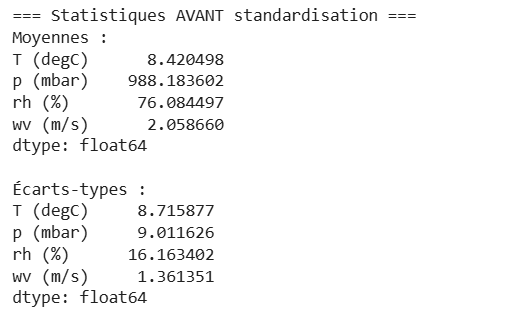 === Statistiques AVANT standardisation ===
Moyennes :
T (degC)      8.420498
p (mbar)    988.183602
rh (%)       76.084497
wv (m/s)      2.058660
dtype: float64

Écarts-types :
T (degC)     8.715877
p (mbar)     9.011626
rh (%)      16.163402
wv (m/s)     1.361351
dtype: float64